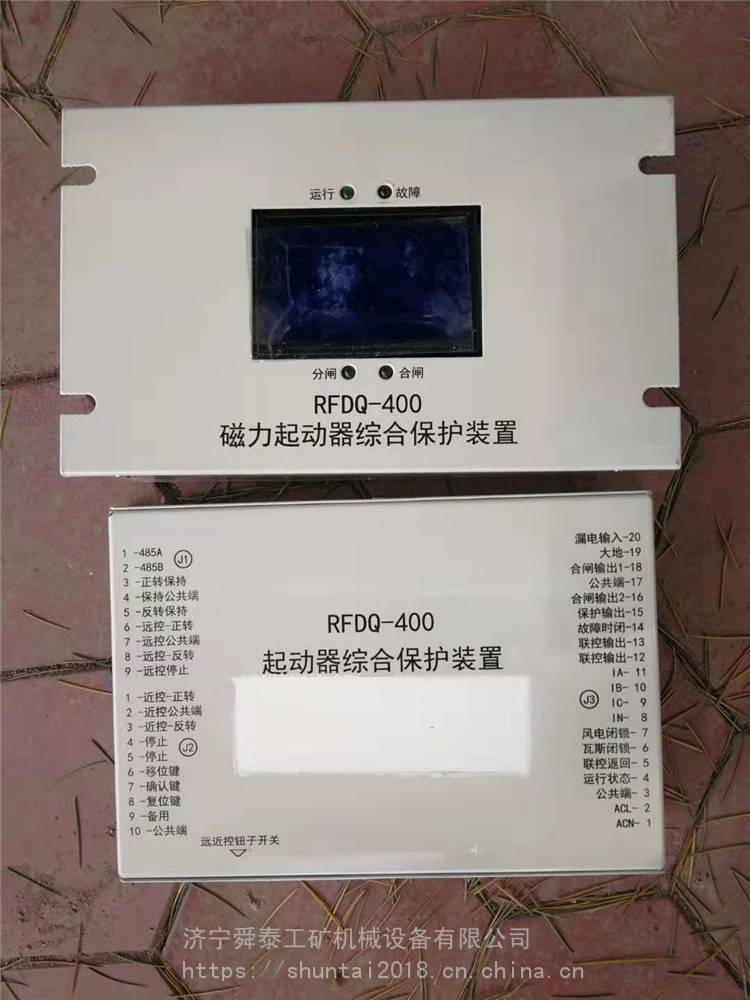 运行 故障
分闸 合闸
RFDQ-400
磁力起动器综合保护装置
1 -485A
2 -485B
J1
3 -正转保持
4 -保持公共端
5 -反转保持
6 -远控-正转
7 -远控公共端
8 -远控-反转
9 -远控停止
1 -近控-正转
2 -近控公共端
3 -近控-反转
4 -停止
5 -停止
J2
6 -移位键
7 -确认键
8 -复位键
9 -备用
10 -公共端
RFDQ-400
起动器综合保护装置
远近控钮子开关
漏电输入-20
大地-19
合闸输出1-18
公共端-17
合闸输出2-16
保护输出-15
故障时闭-14
联控输出-13
联控输出-12
IA- 11
IB- 10
J3
IC- 9
IN- 8
风电闭锁- 7
瓦斯闭锁- 6
联控返回- 5
运行状态- 4
公共端- 3
ACL- 2
ACN- 1
济宁舜泰工矿机械设备有限公司
https://shuntai2018.cn.china.cn